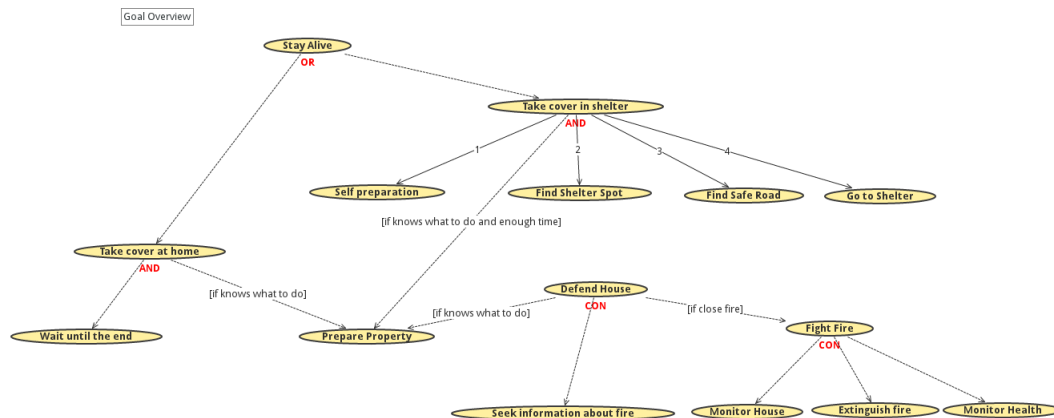 Goal Overview
Stay Alive
OR
Take cover in shelter
AND
1
2
3
4
Self preparation
Find Shelter Spot
Find Safe Road
Go to Shelter
[if knows what to do and enough time]
Take cover at home
AND
[if knows what to do]
Defend House
CON
[if knows what to do]
[if close fire]
Wait until the end
Prepare Property
Fight Fire
CON
Seek information about fire
Monitor House
Extinguish fire
Monitor Health